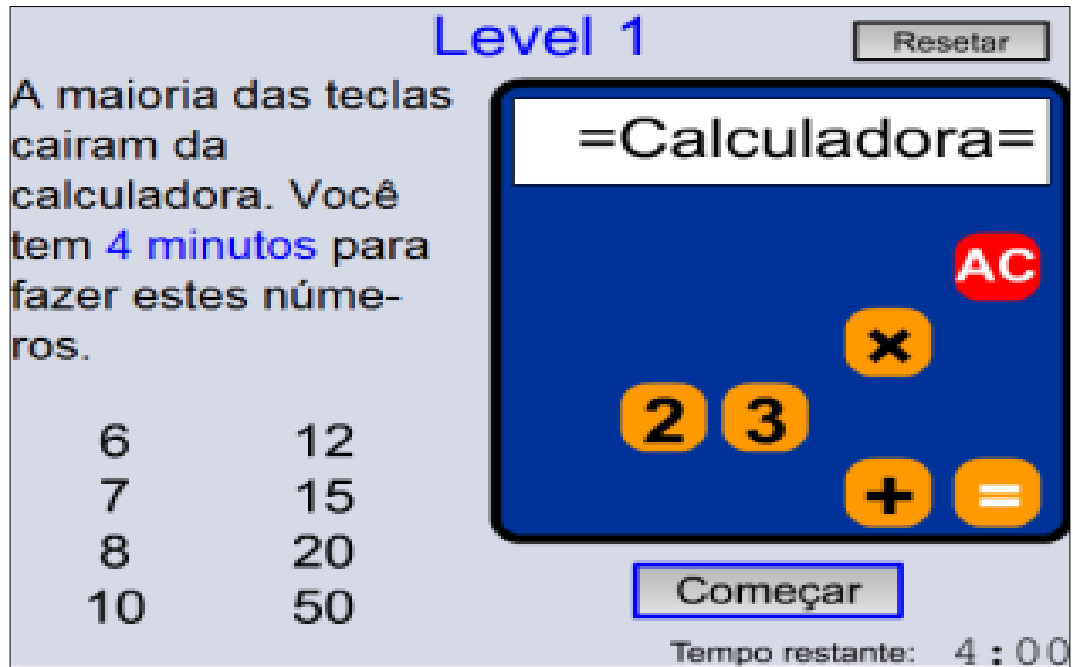 Level 1
Resetar
A maioria das teclas
cairam da
calculadora. Você
tem 4 minutos para
fazer estes núme-
ros.
6 12
7 15
8 20
10 50
=Calculadora=
AC
×
2 3
+ =
Começar
Tempo restante: 4:00